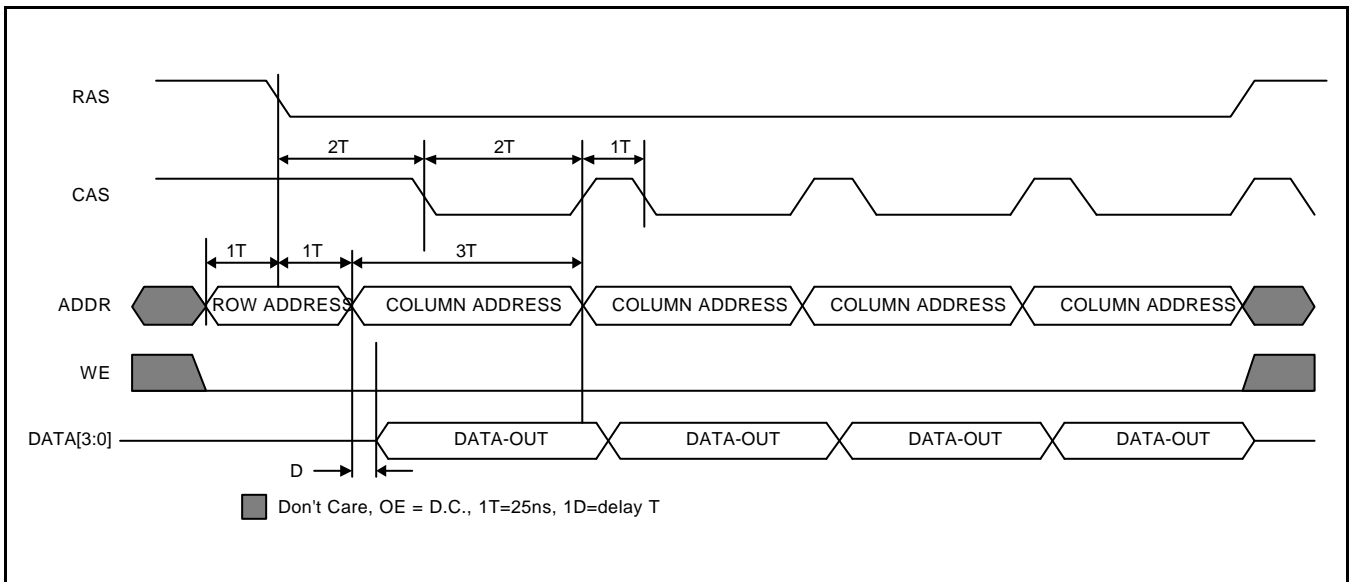 RAS
2T 2T 1T
CAS
1T 1T 3T
ADDR ROW ADDRESS COLUMN ADDRESS COLUMN ADDRESS COLUMN ADDRESS COLUMN ADDRESS
WE
DATA[3:0] DATA-OUT DATA-OUT DATA-OUT DATA-OUT
D
Don't Care, OE = D.C., 1T=25ns, 1D=delay T